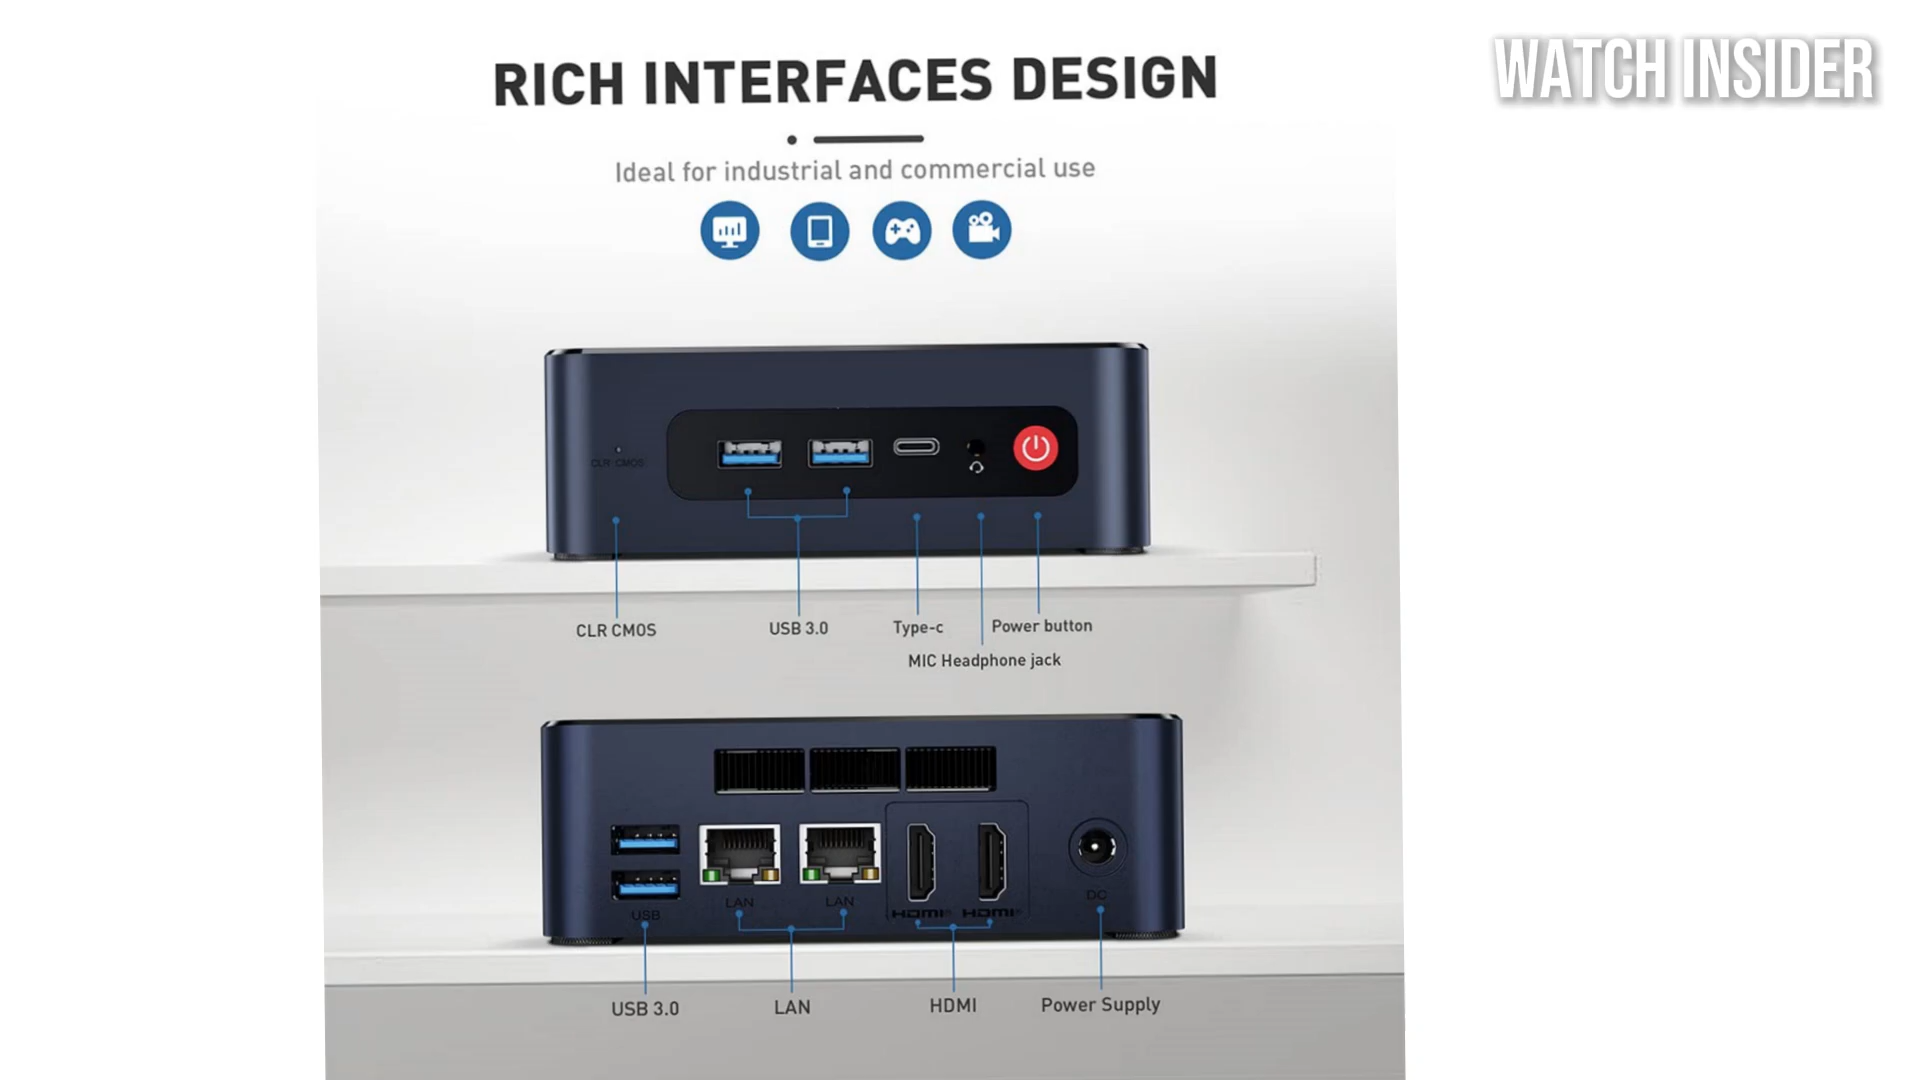 WATCH INSIDER
RICH INTERFACES DESIGN
Ideal for industrial and commercial use
CLR CMOS
CLR CMOS
USB 3.0
Type-c
Power button
MIC Headphone jack
LAN
LAN
DC
USB
HDMI
HDMI
USB 3.0
LAN
HDMI
Power Supply